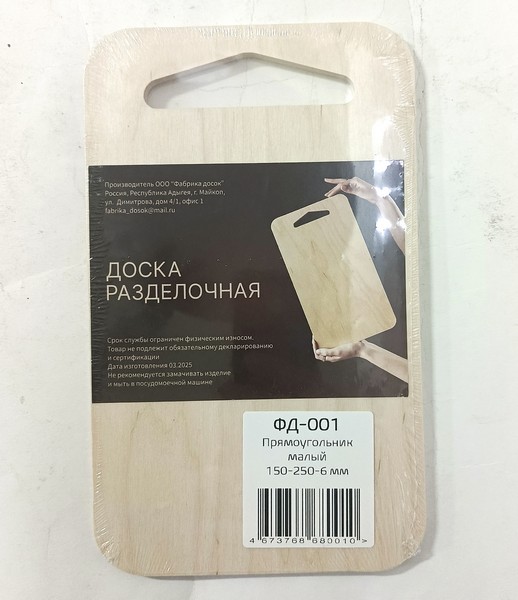 Производитель ООО "Фабрика досок"
Россия, Республика Адыгея, г. Майкоп,
ул. Димитрова, дом 4/1, офис 1
fabrika_dosok@mail.ru
ДОСКА
РАЗДЕЛОЧНАЯ
Срок службы ограничен физическим износом.
Товар не подлежит обязательному декларированию
и сертификации
Дата изготовления 03.2025
Не рекомендуется замачивать изделие
и мыть в посудомоечной машине
ФД-001
Прямоугольник
малый
150-250-6 мм
4 673768 680010 >